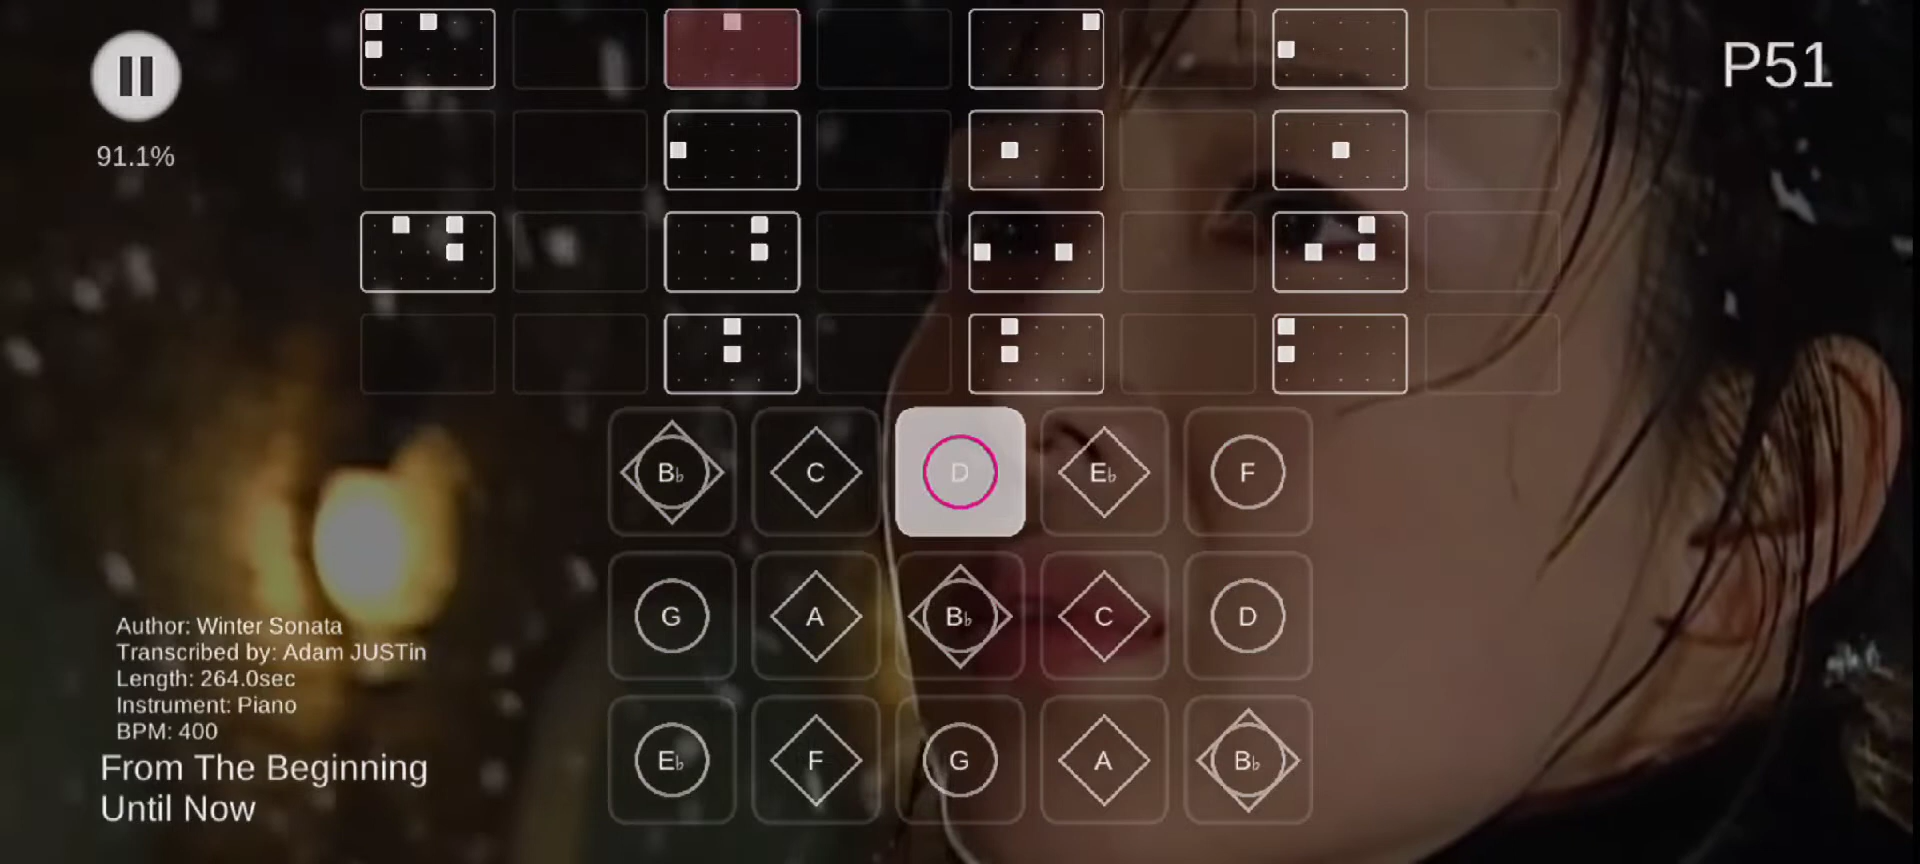 P51
91.1%
B♭ C D E♭ F
G A B♭ C D
E♭ F G A B♭
Author: Winter Sonata
Transcribed by: Adam JUSTin
Length: 264.0sec
Instrument: Piano
BPM: 400
From The Beginning
Until Now